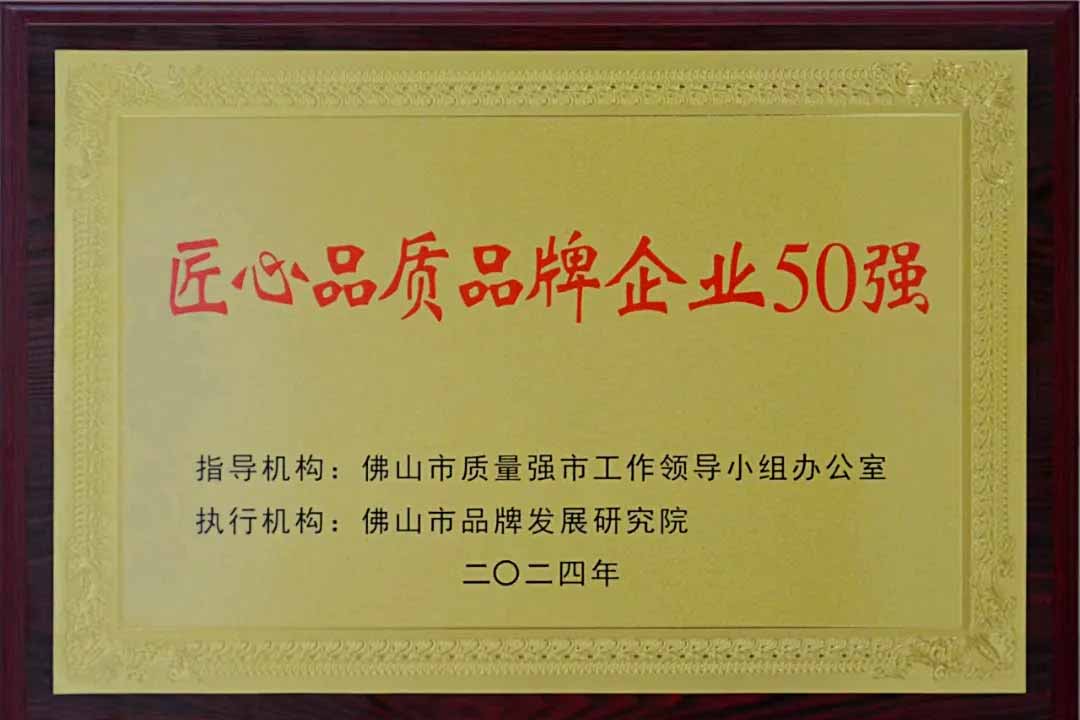 匠心品质品牌企业50强
指导机构：佛山市质量强市工作领导小组办公室
执行机构：佛山市品牌发展研究院
二〇二四年